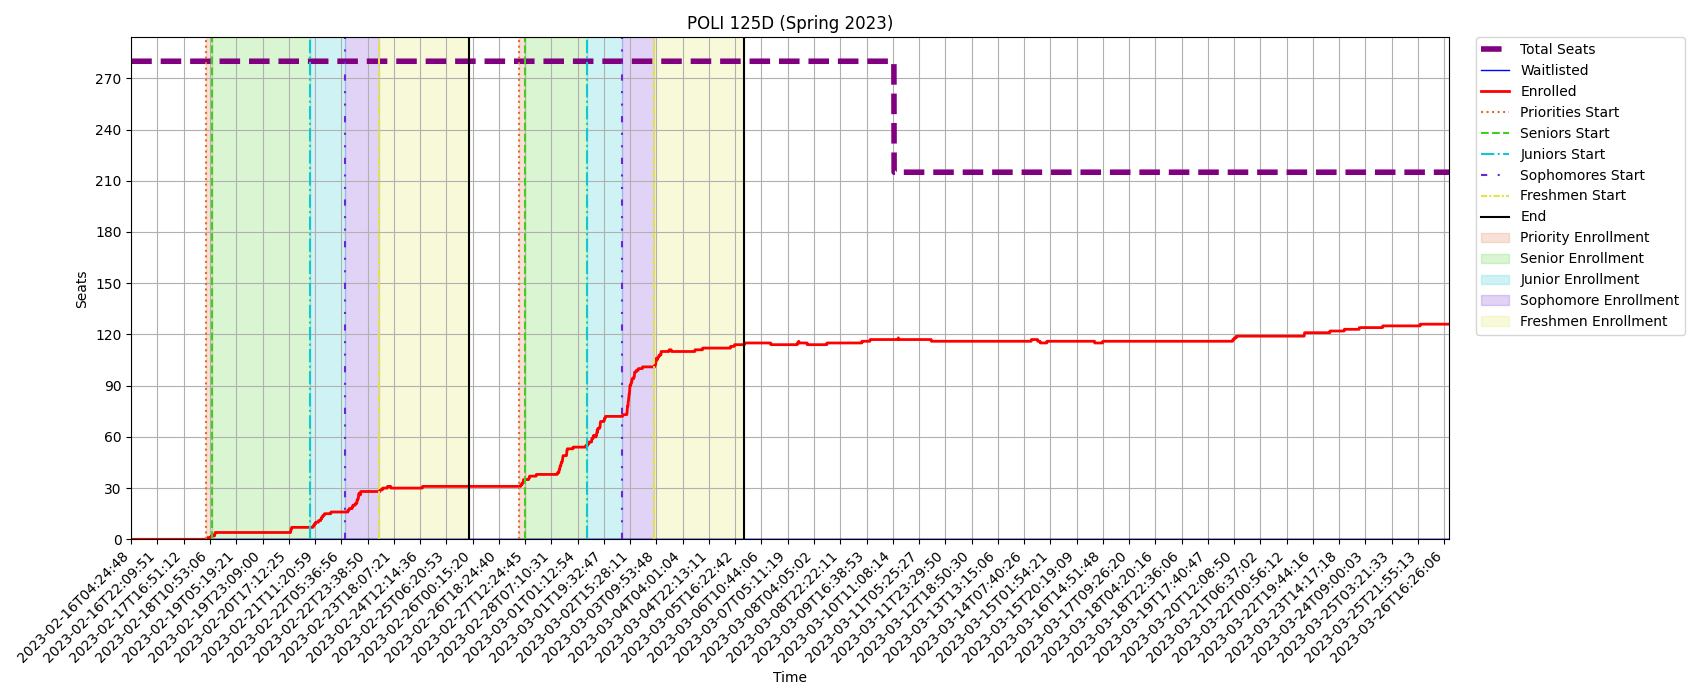 POLI 125D (Spring 2023)
Seats
270
240
210
180
150
120
90
60
30
0
2023-02-16T04:24:48
2023-02-16T22:09:51
2023-02-17T16:51:12
2023-02-18T10:53:06
2023-02-19T05:19:21
2023-02-19T23:09:00
2023-02-20T17:12:25
2023-02-21T11:20:59
2023-02-22T05:36:56
2023-02-22T23:38:50
2023-02-23T18:07:21
2023-02-24T12:14:36
2023-02-25T06:20:53
2023-02-26T00:15:20
2023-02-26T18:24:40
2023-02-27T12:24:45
2023-02-28T07:10:31
2023-03-01T01:12:54
2023-03-01T19:32:47
2023-03-02T15:28:11
2023-03-03T09:53:48
2023-03-04T04:01:04
2023-03-04T22:13:11
2023-03-05T16:22:42
2023-03-06T10:44:06
2023-03-07T05:11:19
2023-03-08T04:05:02
2023-03-08T22:22:11
2023-03-09T16:38:53
2023-03-10T11:08:14
2023-03-11T05:25:27
2023-03-11T23:29:50
2023-03-12T18:50:30
2023-03-13T13:15:06
2023-03-14T07:40:26
2023-03-15T01:54:21
2023-03-15T20:19:09
2023-03-16T14:51:48
2023-03-17T09:26:20
2023-03-18T04:20:16
2023-03-18T22:36:06
2023-03-19T17:40:47
2023-03-20T12:08:50
2023-03-21T06:37:02
2023-03-22T00:56:12
2023-03-22T19:44:16
2023-03-23T14:17:18
2023-03-24T09:00:03
2023-03-25T03:21:33
2023-03-25T21:55:13
2023-03-26T16:26:06
Time
Total Seats
Waitlisted
Enrolled
Priorities Start
Seniors Start
Juniors Start
Sophomores Start
Freshmen Start
End
Priority Enrollment
Senior Enrollment
Junior Enrollment
Sophomore Enrollment
Freshmen Enrollment